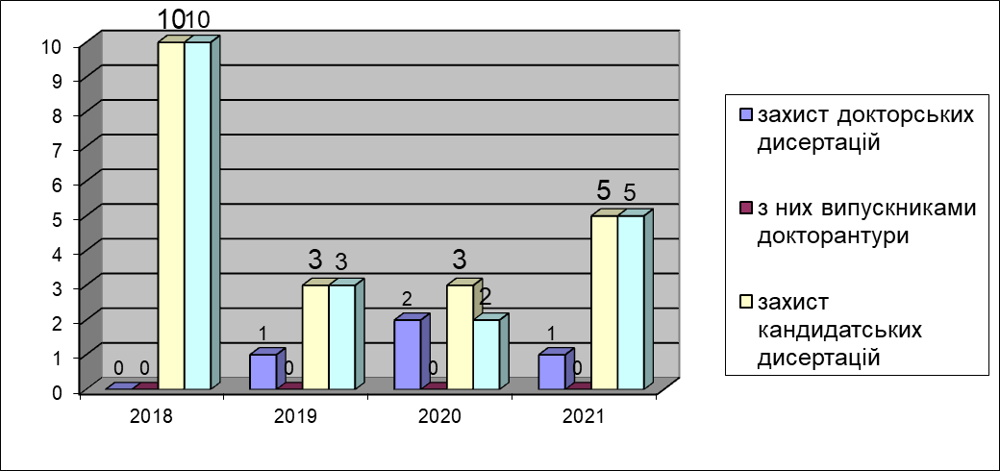 10 10
10
9
8
7
6
5
4
3
2
1
0
0 0
1 0 3 3
2 0 3 2
1 0 5 5
2018 2019 2020 2021
захист докторських
дисертацій
з них випускниками
докторантури
захист
кандидатських
дисертацій